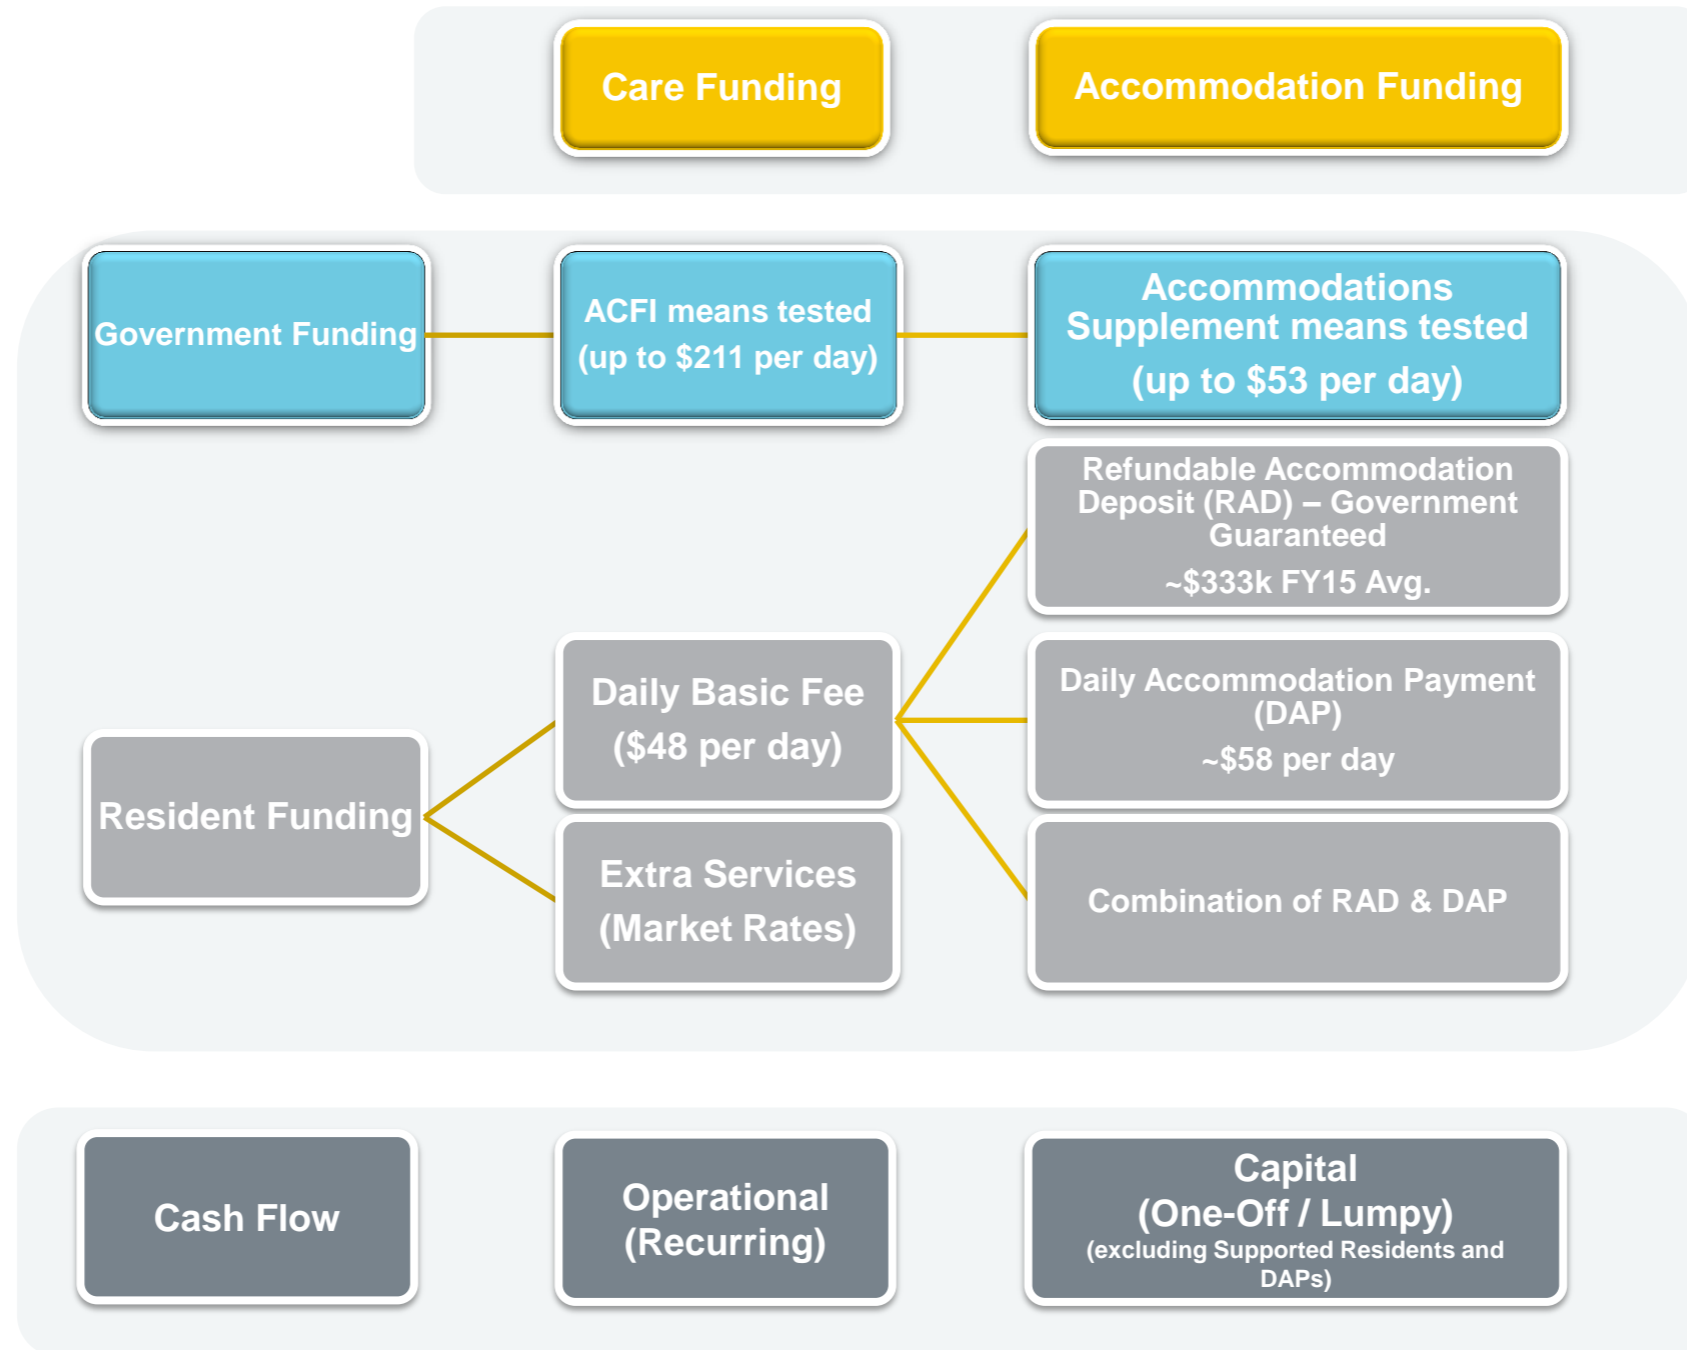 Care Funding
Accommodation Funding
Government Funding
ACFI means tested
(up to $211 per day)
Accommodations
Supplement means tested
(up to $53 per day)
Refundable Accommodation
Deposit (RAD) – Government
Guaranteed
~$333k FY15 Avg.
Resident Funding
Daily Basic Fee
($48 per day)
Daily Accommodation Payment
(DAP)
~$58 per day
Extra Services
(Market Rates)
Combination of RAD & DAP
Cash Flow
Operational
(Recurring)
Capital
(One-Off / Lumpy)
(excluding Supported Residents and
DAPs)